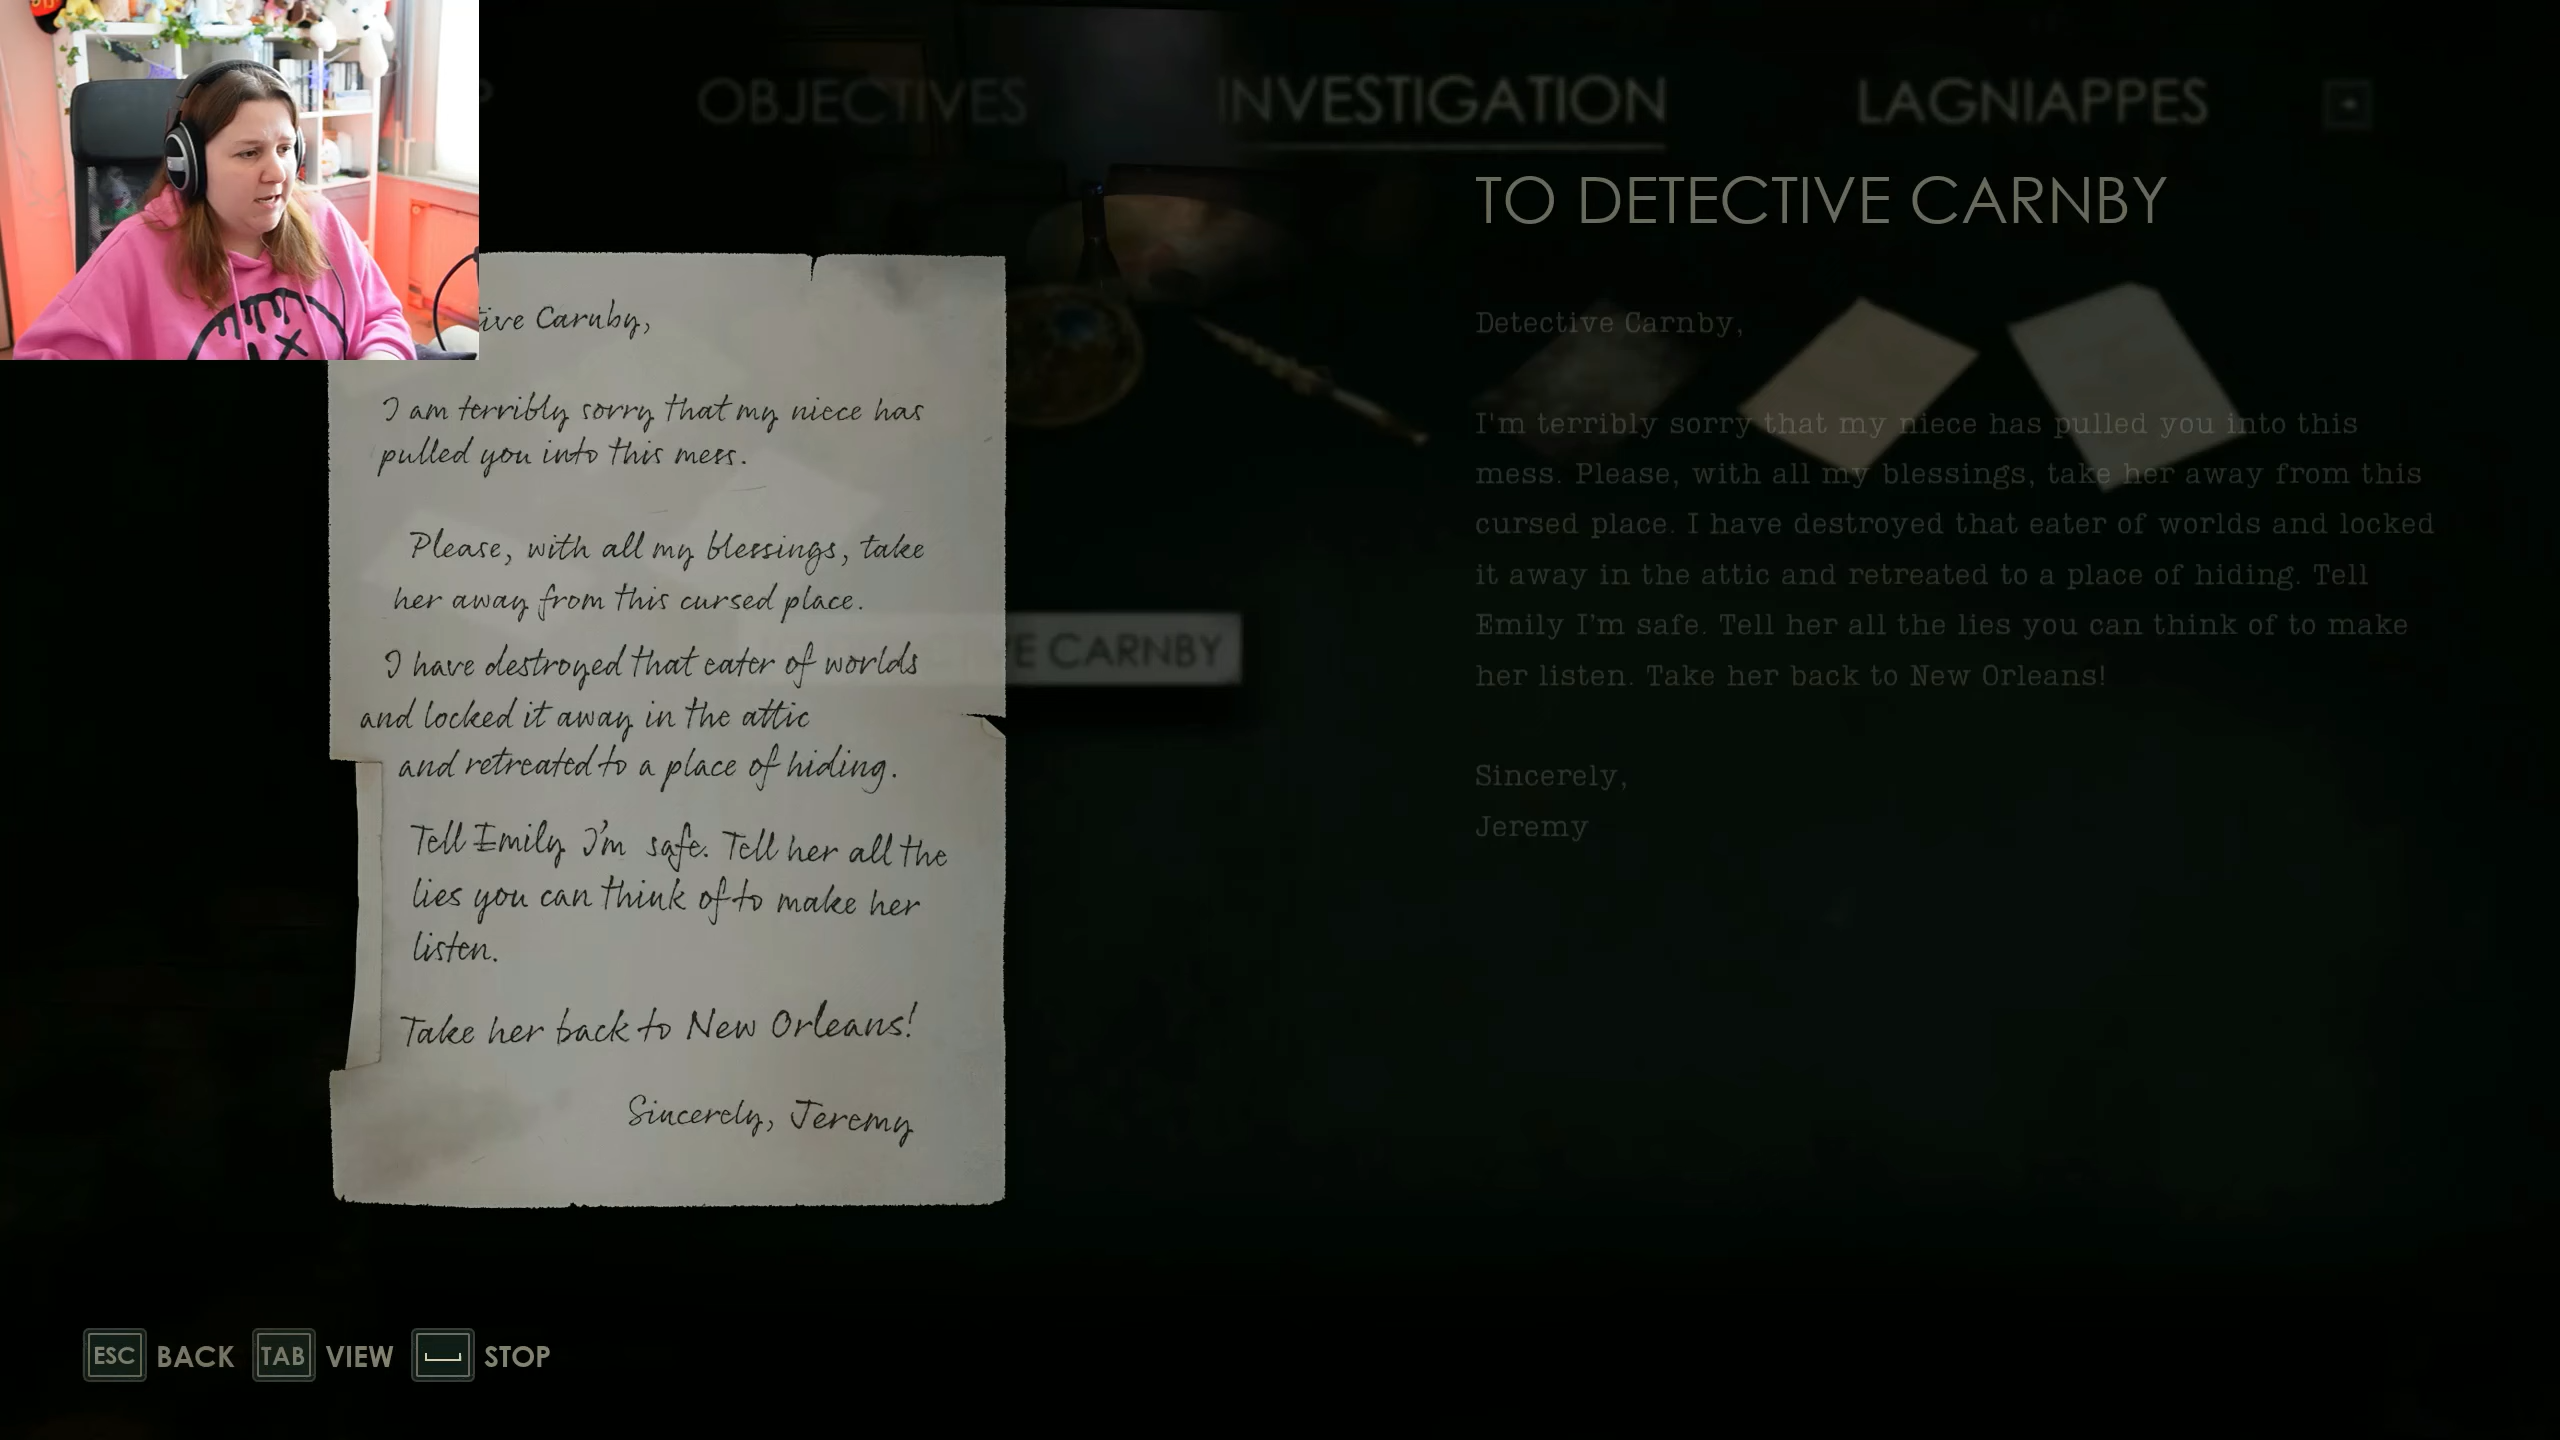 OBJECTIVES
INVESTIGATION
LAGNIAPPES
TO DETECTIVE CARNBY
tive Carnby,
I am terribly sorry that my niece has
pulled you into this mess.
Please, with all my blessings, take
her away from this cursed place.
I have destroyed that eater of worlds
and locked it away in the attic
and retreated to a place of hiding.
Tell Emily I'm safe. Tell her all the
lies you can think of to make her
listen.
Take her back to New Orleans!
Sincerely, Jeremy
VE CARNBY
Detective Carnby,
I'm terribly sorry that my niece has pulled you into this
mess. Please, with all my blessings, take her away from this
cursed place. I have destroyed that eater of worlds and locked
it away in the attic and retreated to a place of hiding. Tell
Emily I'm safe. Tell her all the lies you can think of to make
her listen. Take her back to New Orleans!
Sincerely,
Jeremy
ESC BACK TAB VIEW STOP